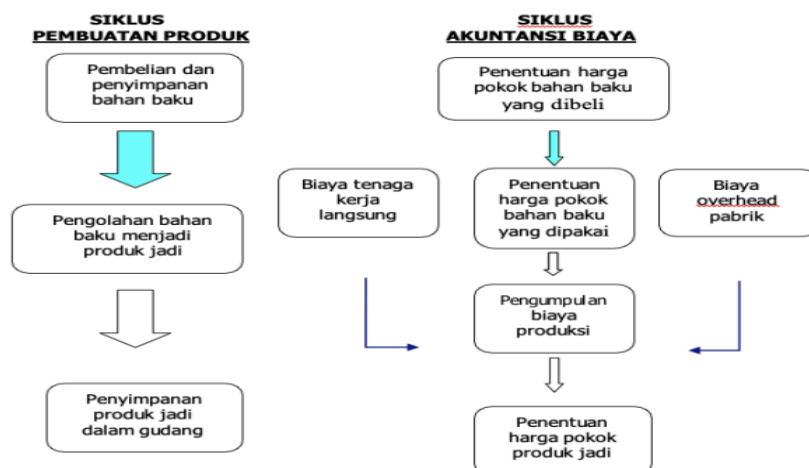 SIKLUS
PEMBUATAN PRODUK
Pembelian dan
penyimpanan
bahan baku
Pengolahan bahan
baku menjadi
produk jadi
Penyimpanan
produk jadi
dalam gudang
SIKLUS
AKUNTANSI BIAYA
Penentuan harga
pokok bahan baku
yang dibeli
Biaya tenaga
kerja
langsung
Penentuan
harga pokok
bahan baku
yang dipakai
Biaya
overhead
pabrik
Pengumpulan
biaya
produksi
Penentuan
harga pokok
produk jadi